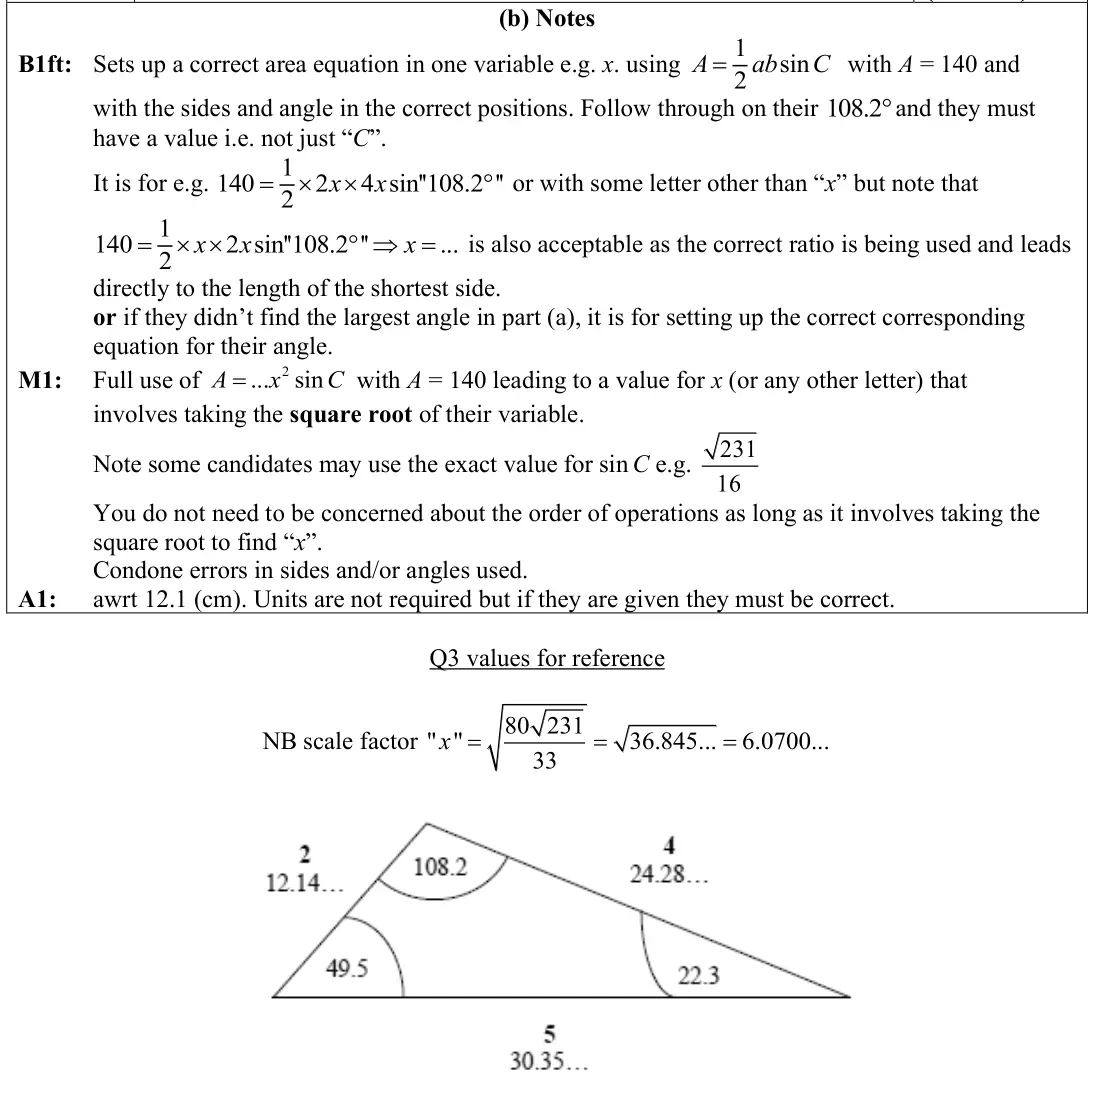 (b) Notes
B1ft: Sets up a correct area equation in one variable e.g. x. using A = 1/2 ab sin C with A = 140 and
with the sides and angle in the correct positions. Follow through on their 108.2° and they must
have a value i.e. not just “C”.
It is for e.g. 140 = 1/2 × 2x × 4x sin"108.2°" or with some letter other than “x” but note that
140 = 1/2 × x × 2x sin"108.2°" ⇒ x = ... is also acceptable as the correct ratio is being used and leads
directly to the length of the shortest side.
or if they didn’t find the largest angle in part (a), it is for setting up the correct corresponding
equation for their angle.
M1: Full use of A = ...x² sin C with A = 140 leading to a value for x (or any other letter) that
involves taking the square root of their variable.
Note some candidates may use the exact value for sin C e.g. √231/16
You do not need to be concerned about the order of operations as long as it involves taking the
square root to find “x”.
Condone errors in sides and/or angles used.
A1: awrt 12.1 (cm). Units are not required but if they are given they must be correct.
Q3 values for reference
NB scale factor "x" = √(80√231/33) = √36.845... = 6.0700...
2
12.14…
108.2
4
24.28…
49.5
22.3
5
30.35…